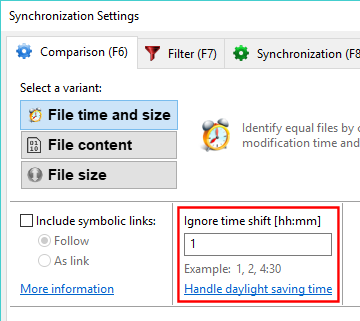 Synchronization Settings
Comparison (F6)
Filter (F7)
Synchronization (F8
Select a variant:
File time and size
File content
File size
Identify equal files by
modification time and
Include symbolic links:
Follow
As link
More information
Ignore time shift [hh:mm]
1
Example: 1, 2, 4:30
Handle daylight saving time